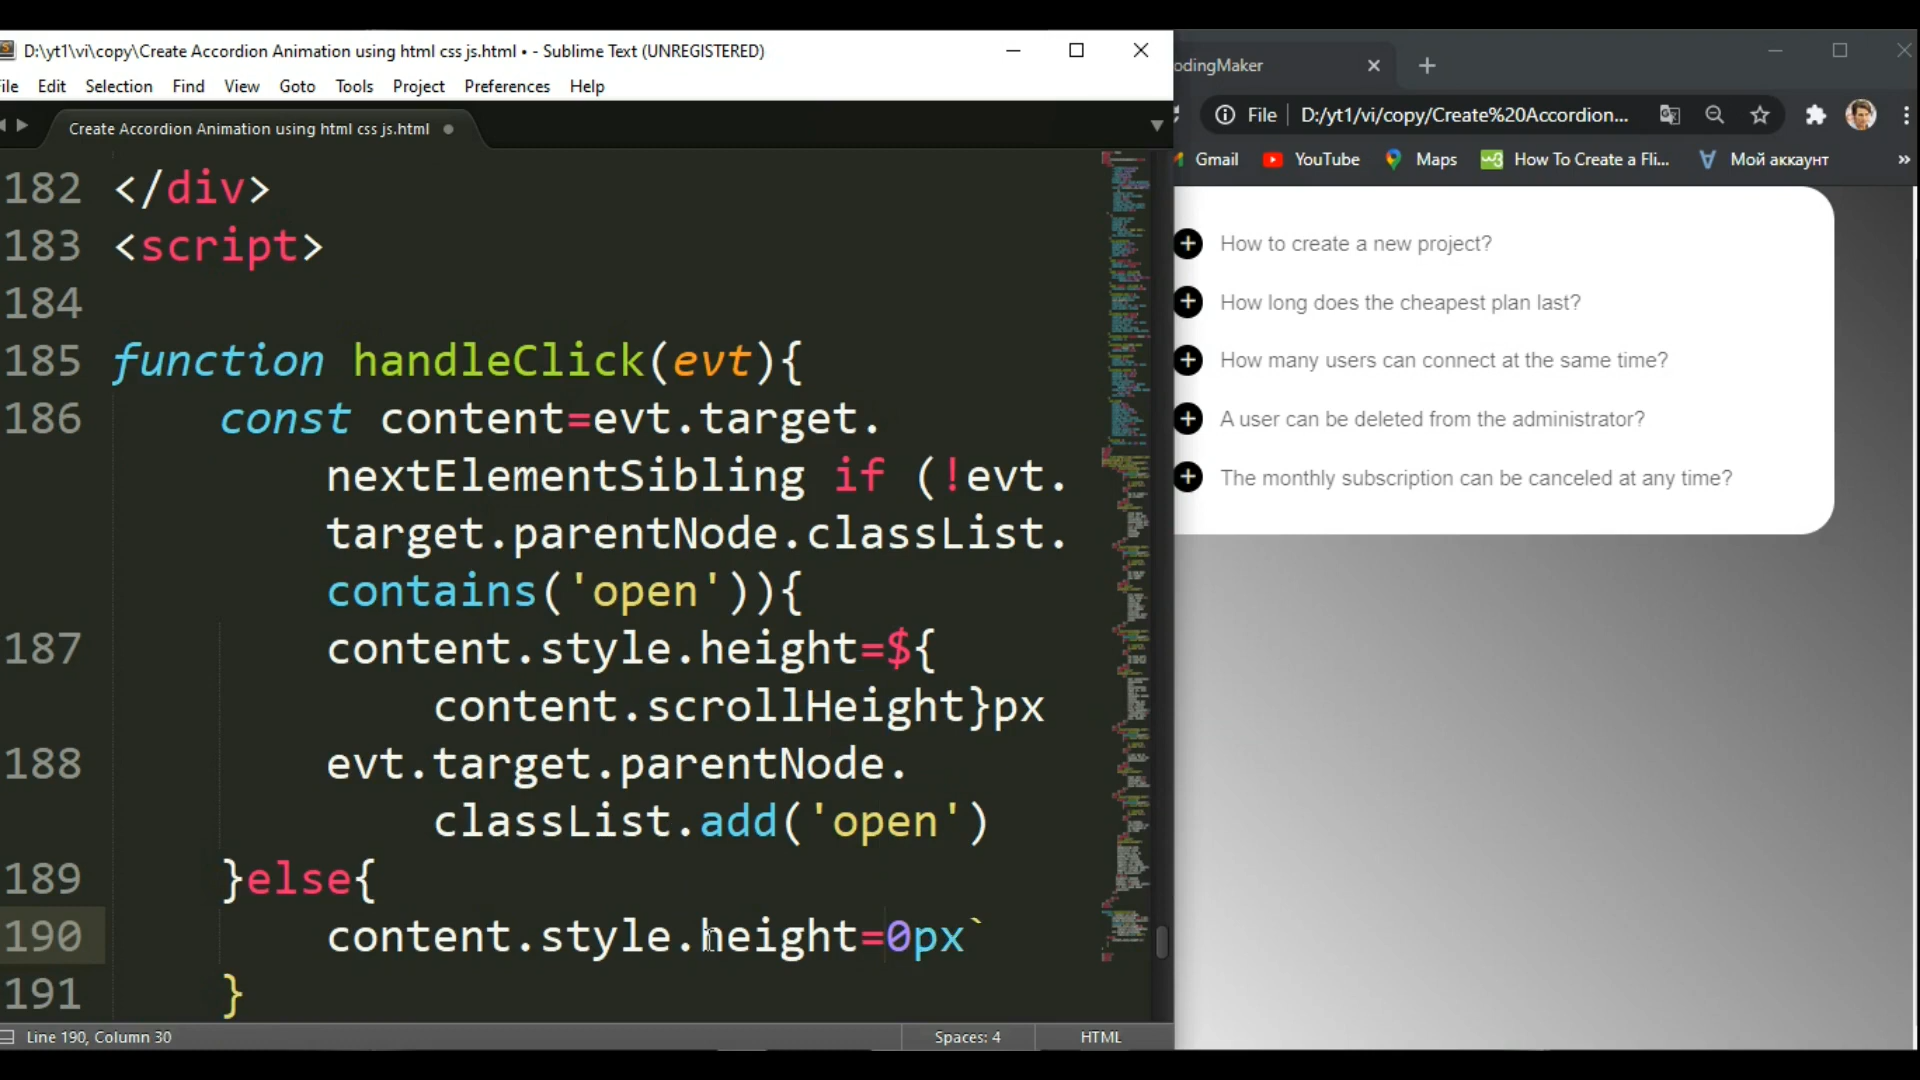 D:\yt1\vi\copy\Create Accordion Animation using html css js.html • - Sublime Text (UNREGISTERED)
ile Edit Selection Find View Goto Tools Project Preferences Help
Create Accordion Animation using html css js.html
182 </div>
183 <script>
184
185 function handleClick(evt){
186 const content=evt.target.
nextElementSibling if (!evt.
target.parentNode.classList.
contains('open')){
187 content.style.height=${
content.scrollHeight}px
188 evt.target.parentNode.
classList.add('open')
189 }else{
190 content.style.height=0px`
191 }
Line 190, Column 30
Spaces: 4
HTML
odingMaker
File D:/yt1/vi/copy/Create%20Accordion...
Gmail YouTube Maps How To Create a Fli... Мой аккаунт »
How to create a new project?
How long does the cheapest plan last?
How many users can connect at the same time?
A user can be deleted from the administrator?
The monthly subscription can be canceled at any time?